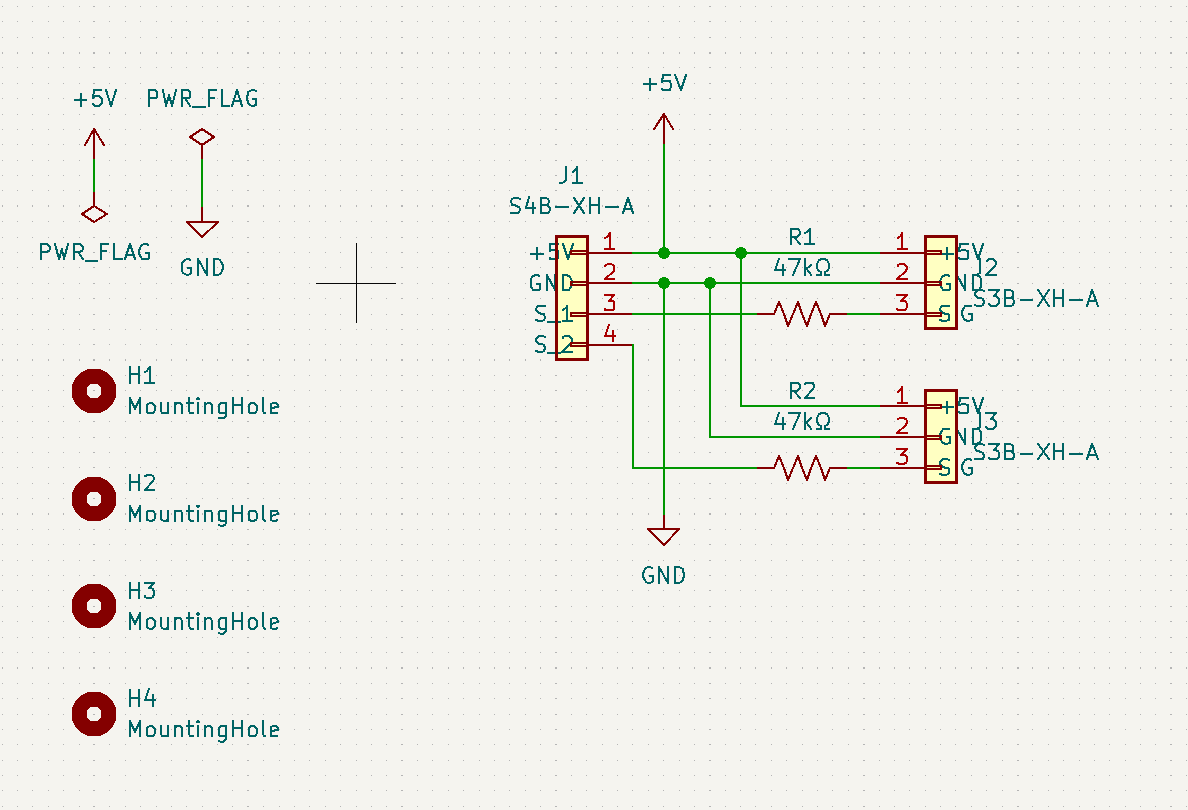 +5V
PWR_FLAG
PWR_FLAG
GND
H1
MountingHole
H2
MountingHole
H3
MountingHole
H4
MountingHole
+5V
J1
S4B-XH-A
+5V 1
GND 2
S_1 3
S_2 4
R1
47kΩ
1 +5V
J2
2 GND
S3B-XH-A
3 S G
R2
47kΩ
1 +5V
J3
2 GND
S3B-XH-A
3 S G
GND